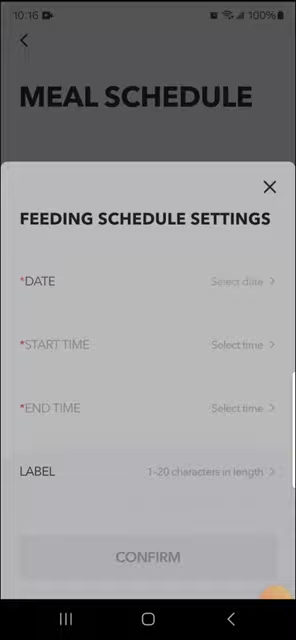 10:16 100%
MEAL SCHEDULE
FEEDING SCHEDULE SETTINGS
*DATE Select date >
*START TIME Select time >
*END TIME Select time >
LABEL 1-20 characters in length >
CONFIRM